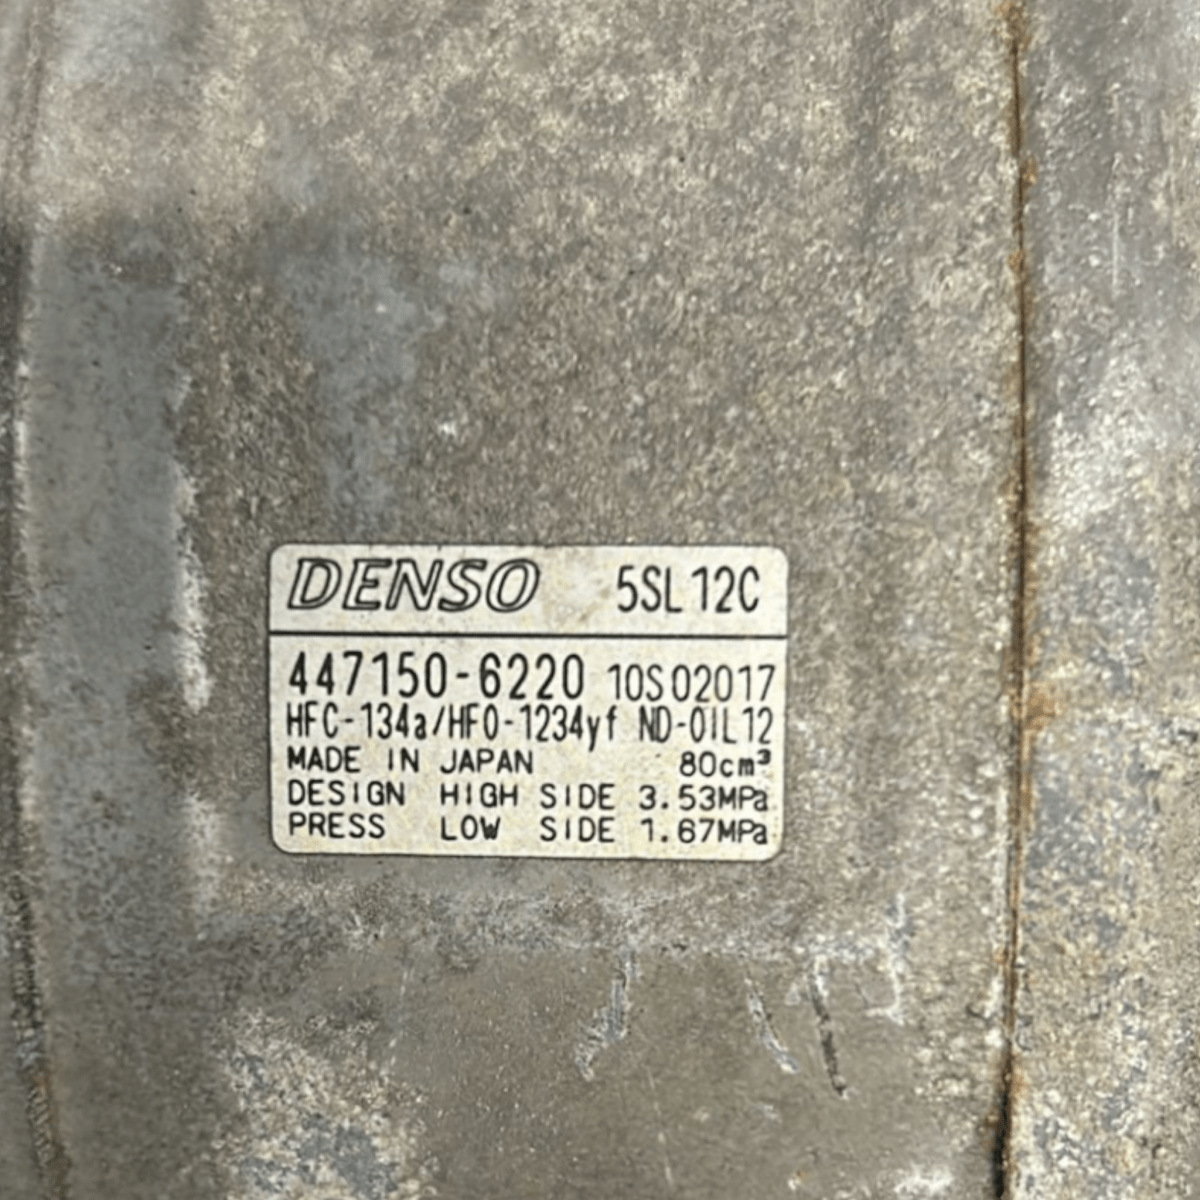 DENSO 5SL12C
447150-6220 10S02017
HFC-134a/HFO-1234yf ND-OIL12
MADE IN JAPAN 80cm³
DESIGN HIGH SIDE 3.53MPa
PRESS LOW SIDE 1.67MPa